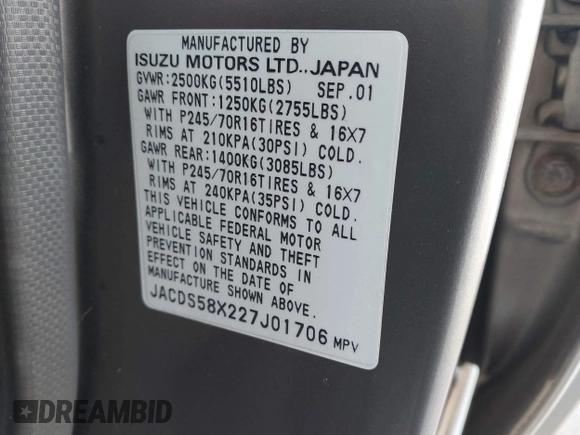 MANUFACTURED BY
ISUZU MOTORS LTD.,JAPAN
GVWR:2500KG(5510LBS) SEP.01
GAWR FRONT:1250KG(2755LBS)
WITH P245/70R16TIRES & 16X7
RIMS AT 210KPA(30PSI) COLD.
GAWR REAR:1400KG(3085LBS)
WITH P245/70R16TIRES & 16X7
RIMS AT 240KPA(35PSI) COLD.
THIS VEHICLE CONFORMS TO ALL
APPLICABLE FEDERAL MOTOR
VEHICLE SAFETY AND THEFT
PREVENTION STANDARDS IN
EFFECT ON THE DATE OF
MANUFACTURE SHOWN ABOVE.
JACDS58X227J01706 MPV
DREAMBID